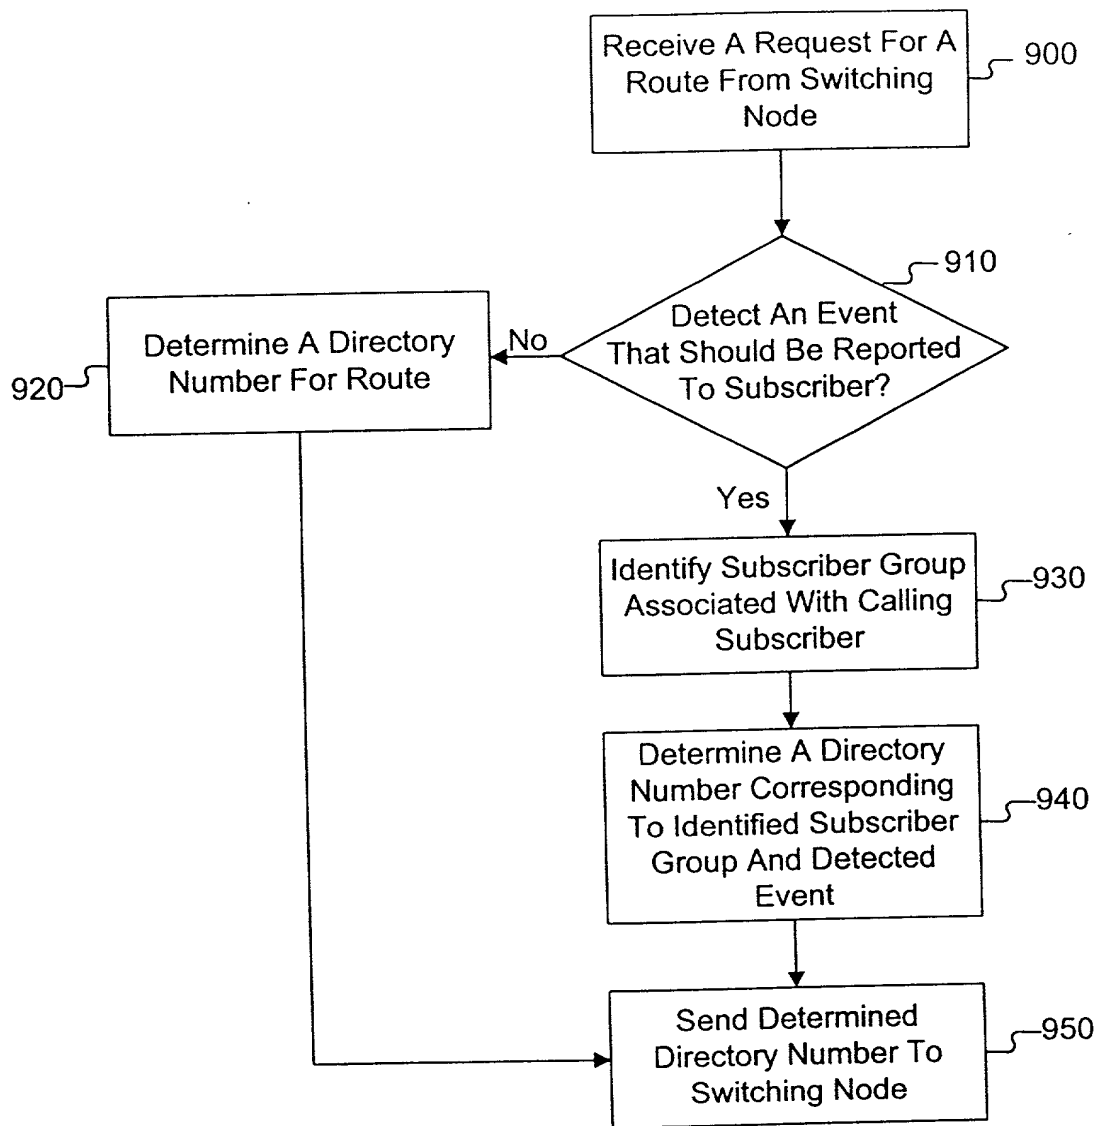 Receive A Request For A
Route From Switching
Node
900
910
Detect An Event
That Should Be Reported
To Subscriber?
No
Determine A Directory
Number For Route
920
Yes
Identify Subscriber Group
Associated With Calling
Subscriber
930
Determine A Directory
Number Corresponding
To Identified Subscriber
Group And Detected
Event
940
Send Determined
Directory Number To
Switching Node
950